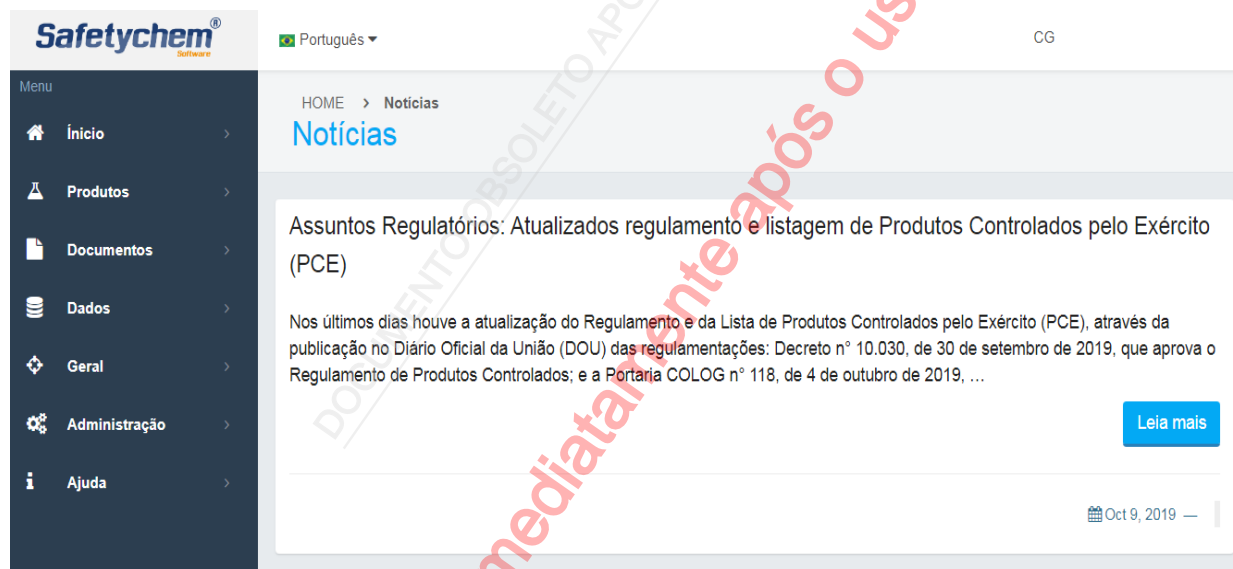 Safetychem®
Software
Português
CG
Menu
Ínicio
Produtos
Documentos
Dados
Geral
Administração
Ajuda
HOME > Notícias
Notícias
Assuntos Regulatórios: Atualizados regulamento e listagem de Produtos Controlados pelo Exército
(PCE)
Nos últimos dias houve a atualização do Regulamento e da Lista de Produtos Controlados pelo Exército (PCE), através da
publicação no Diário Oficial da União (DOU) das regulamentações: Decreto n° 10.030, de 30 de setembro de 2019, que aprova o
Regulamento de Produtos Controlados; e a Portaria COLOG n° 118, de 4 de outubro de 2019, …
Leia mais
Oct 9, 2019 —
DOCUMENTO OBSOLETO APÓ
mediatamente após o us